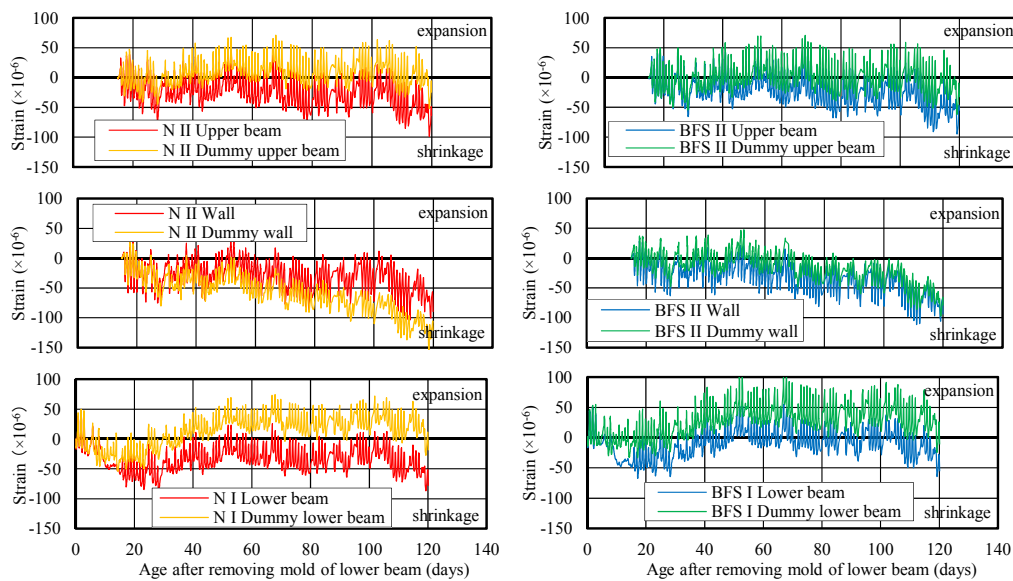 100
50
0
-50
-100
-150
Strain (×10⁻⁶)
expansion
N II Upper beam
N II Dummy upper beam
shrinkage
100
50
0
-50
-100
-150
Strain (×10⁻⁶)
expansion
BFS II Upper beam
BFS II Dummy upper beam
shrinkage
100
50
0
-50
-100
-150
Strain (×10⁻⁶)
N II Wall
N II Dummy wall
expansion
shrinkage
100
50
0
-50
-100
-150
Strain (×10⁻⁶)
expansion
BFS II Wall
BFS II Dummy wall
shrinkage
100
50
0
-50
-100
-150
Strain (×10⁻⁶)
expansion
N I Lower beam
N I Dummy lower beam
shrinkage
0 20 40 60 80 100 120 140
Age after removing mold of lower beam (days)
100
50
0
-50
-100
-150
Strain (×10⁻⁶)
expansion
BFS I Lower beam
BFS I Dummy lower beam
shrinkage
0 20 40 60 80 100 120 140
Age after removing mold of lower beam (days)